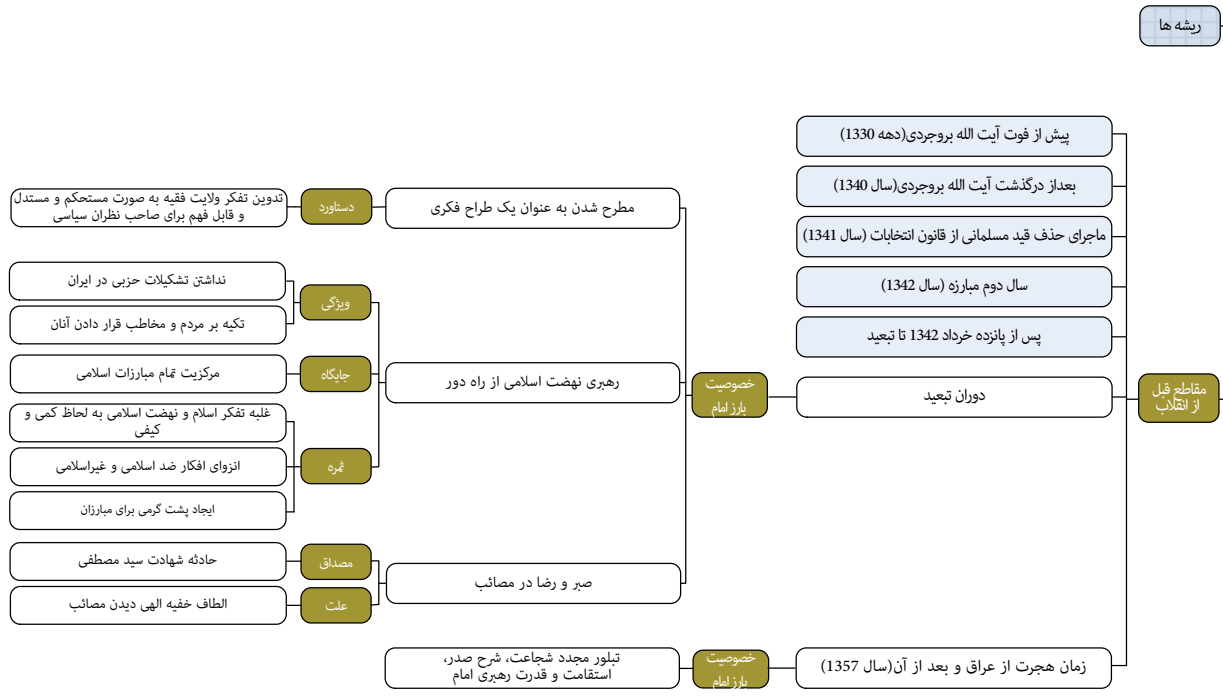 ریشه ها
مقاطع قبل
از انقلاب
پیش از فوت آیت الله بروجردی(دهه 1330)
بعداز درگذشت آیت الله بروجردی(سال 1340)
ماجرای حذف قید مسلمانی از قانون انتخابات (سال 1341)
سال دوم مبارزه (سال 1342)
پس از پانزده خرداد 1342 تا تبعید
دوران تبعید
خصوصیت
بارز امام
مطرح شدن به عنوان یک طراح فکری
دستاورد
تدوین تفکر ولایت فقیه به صورت مستحکم و مستدل
و قابل فهم برای صاحب نظران سیاسی
رهبری نهضت اسلامی از راه دور
ویژگی
نداشتن تشکیلات حزبی در ایران
تکیه بر مردم و مخاطب قرار دادن آنان
جایگاه
مرکزیت تمام مبارزات اسلامی
ثمره
غلبه تفکر اسلام و نهضت اسلامی به لحاظ کمی و
کیفی
انزوای افکار ضد اسلامی و غیراسلامی
ایجاد پشت گرمی برای مبارزان
صبر و رضا در مصائب
مصداق
حادثه شهادت سید مصطفی
علت
الطاف خفیه الهی دیدن مصائب
زمان هجرت از عراق و بعد از آن(سال 1357)
خصوصیت
بارز امام
تبلور مجدد شجاعت، شرح صدر،
استقامت و قدرت رهبری امام